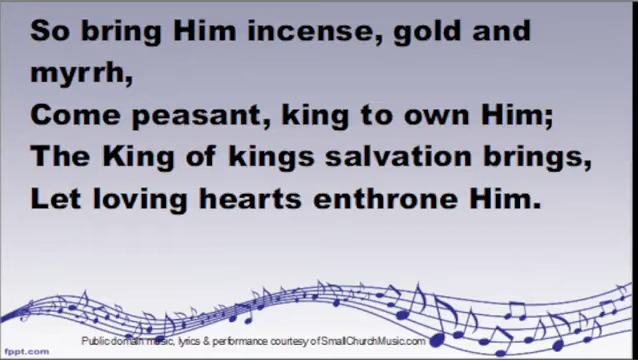 So bring Him incense, gold and
myrrh,
Come peasant, king to own Him;
The King of kings salvation brings,
Let loving hearts enthrone Him.
Public domain music, lyrics & performance courtesy of SmallChurchMusic.com
fppt.com